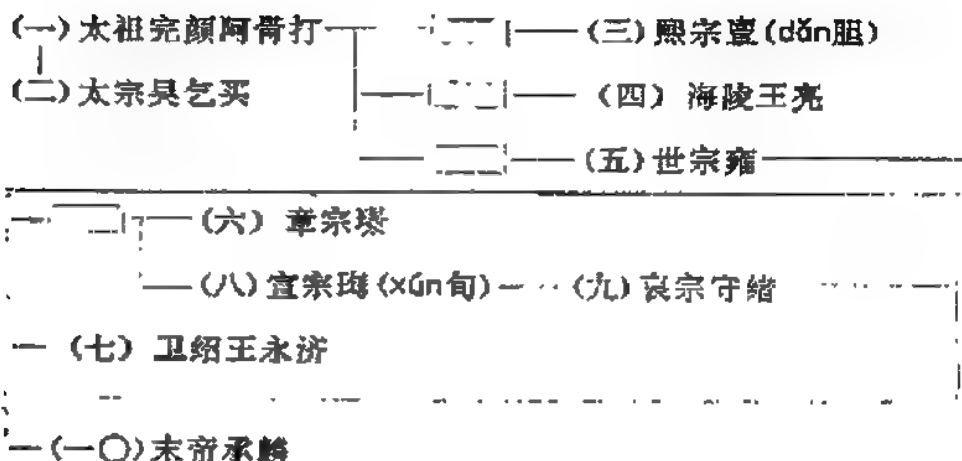 (一)太祖完颜阿骨打 (三)熙宗亶(dǎn胆)
(二)太宗吴乞买 (四) 海陵王亮
(五)世宗雍
(六) 章宗璟
(八)宣宗珣(xún旬) (九)哀宗守绪
(七) 卫绍王永济
(一〇)末帝承麟